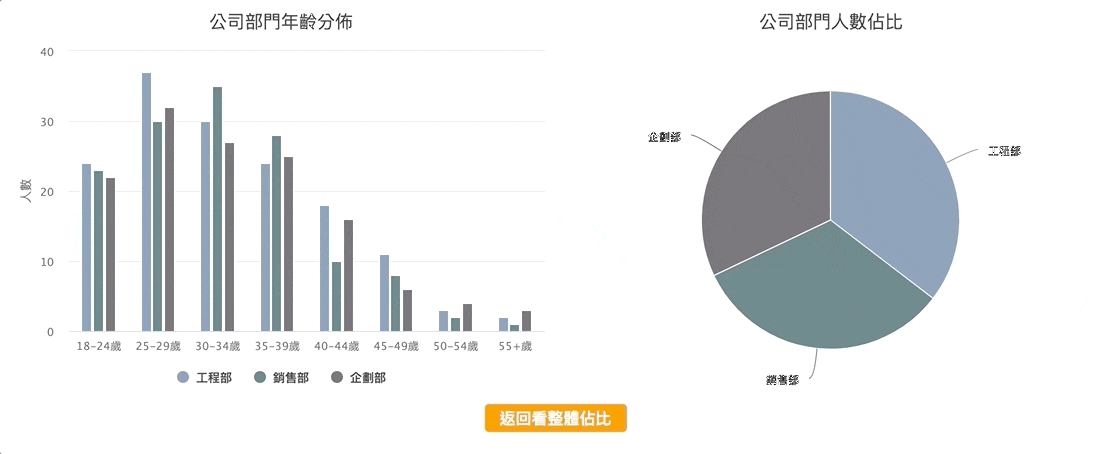 公司部門年齡分佈
40
30
20
10
0
人數
18-24歲 25-29歲 30-34歲 35-39歲 40-44歲 45-49歲 50-54歲 55+歲
工程部 銷售部 企劃部
公司部門人數佔比
企劃部
工程部
銷售部
返回看整體佔比